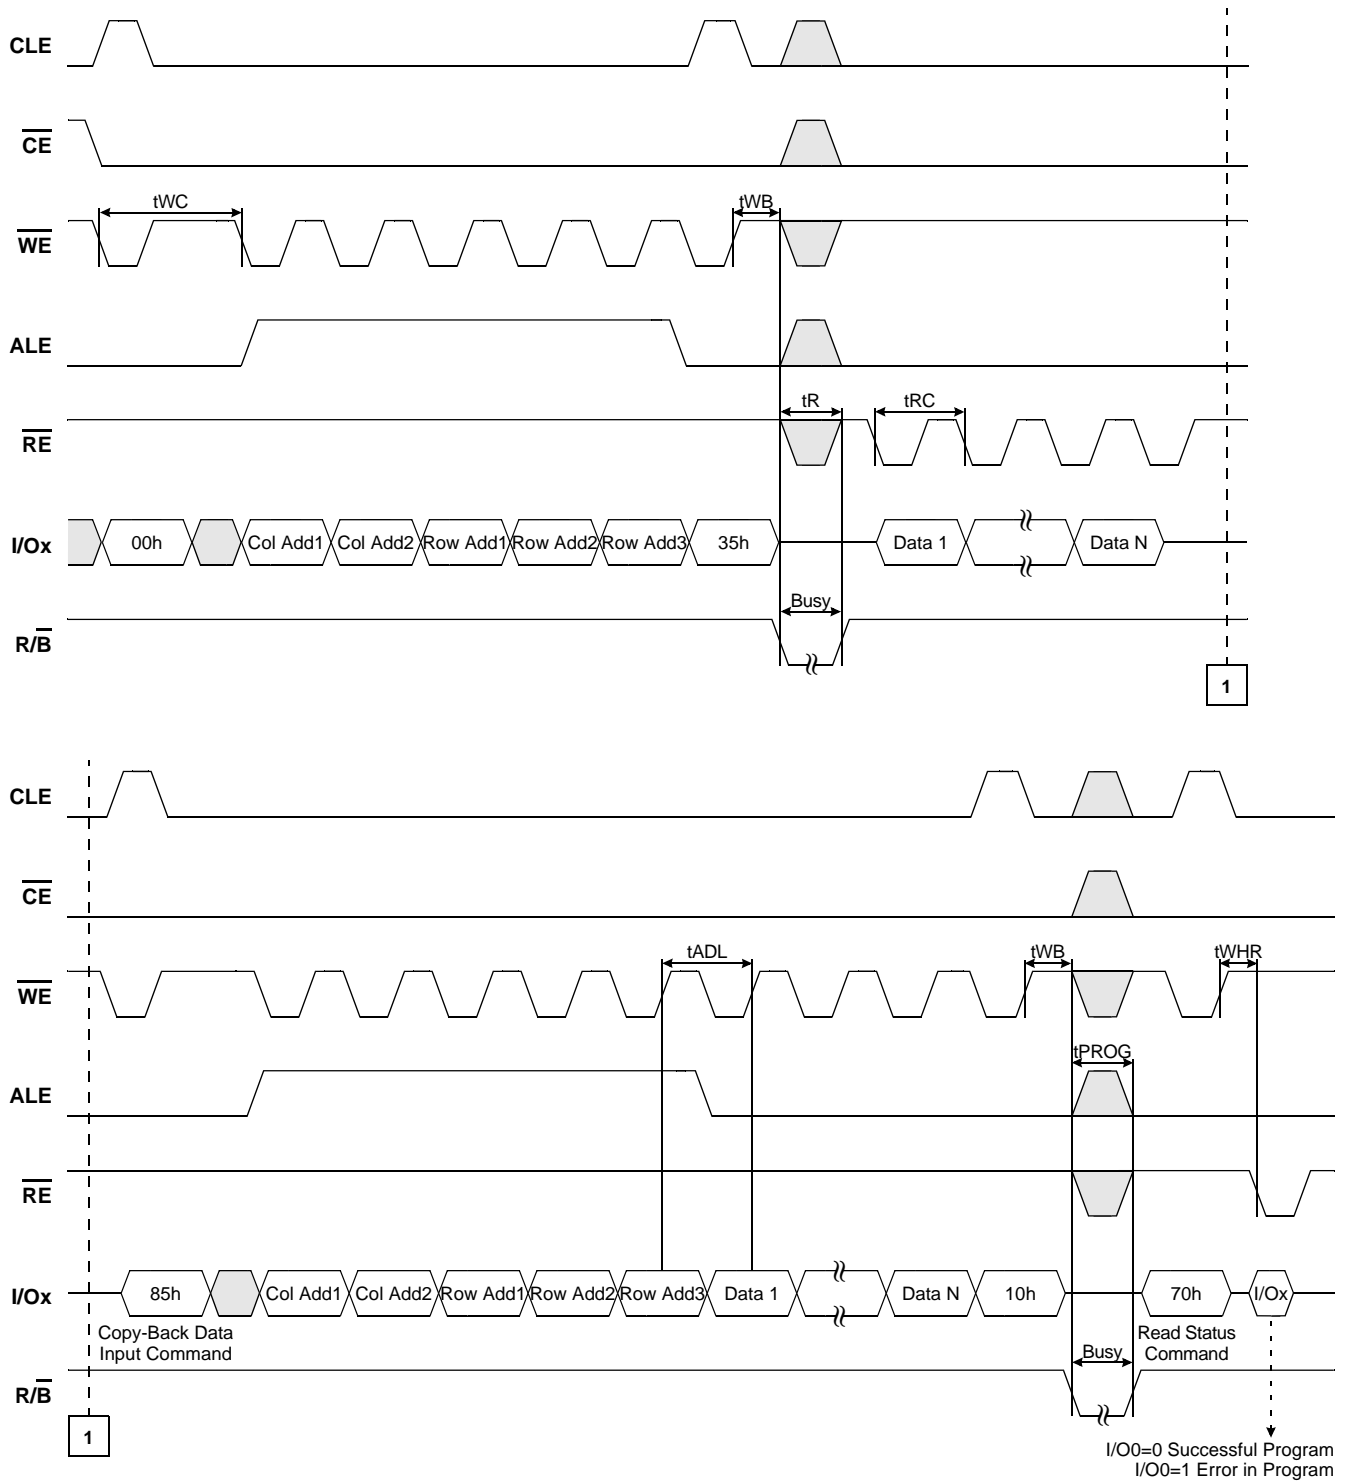 CLE
CE
tWC
tWB
WE
ALE
tR
tRC
RE
I/Ox
00h
Col Add1
Col Add2
Row Add1
Row Add2
Row Add3
35h
Data 1
Data N
Busy
R/B
1
CLE
CE
tADL
tWB
tWHR
WE
tPROG
ALE
RE
I/Ox
85h
Col Add1
Col Add2
Row Add1
Row Add2
Row Add3
Data 1
Data N
10h
70h
I/Ox
Copy-Back Data
Input Command
Read Status
Command
Busy
R/B
1
I/O0=0 Successful Program
I/O0=1 Error in Program